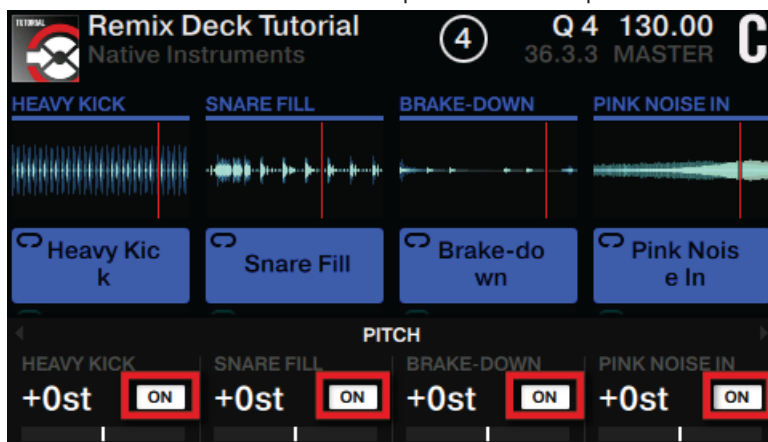 TUTORIAL
Remix Deck Tutorial
Native Instruments
4
Q 4 130.00
36.3.3 MASTER
C
HEAVY KICK SNARE FILL BRAKE-DOWN PINK NOISE IN
Heavy Kic
k
Snare Fill
Brake-do
wn
Pink Nois
e In
PITCH
HEAVY KICK SNARE FILL BRAKE-DOWN PINK NOISE IN
+0st ON +0st ON +0st ON +0st ON